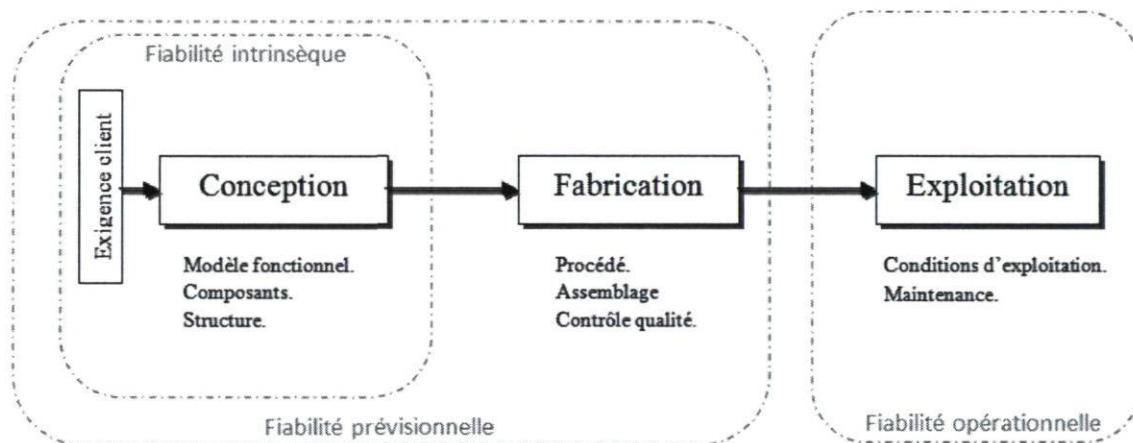 Fiabilité intrinsèque
Exigence client
Conception
Modèle fonctionnel.
Composants.
Structure.
Fabrication
Procédé.
Assemblage
Contrôle qualité.
Exploitation
Conditions d'exploitation.
Maintenance.
Fiabilité prévisionnelle
Fiabilité opérationnelle